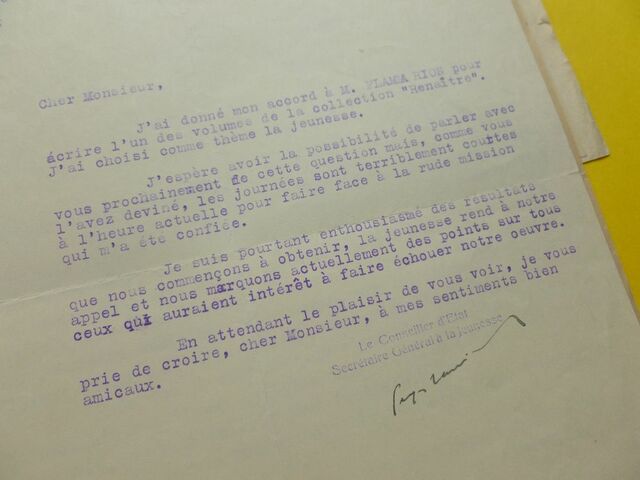 Cher Monsieur,
J'ai donné mon accord à M. FLAMMARION pour
écrire l'un des volumes de la collection "Renaître".
J'ai choisi comme thème la jeunesse.
J'espère avoir la possibilité de parler avec
vous prochainement de cette question mais, comme vous
l'avez deviné, les journées sont terriblement courtes
à l'heure actuelle pour faire face à la rude mission
qui m'a été confiée.
Je suis pourtant enthousiasmé des résultats
que nous commençons à obtenir, la jeunesse rend à notre
appel et nous marquons actuellement des points sur tous
ceux qui auraient intérêt à faire échouer notre oeuvre.
En attendant le plaisir de vous voir, je vous
prie de croire, cher Monsieur, à mes sentiments bien
amicaux.
Le Conseiller d'Etat
Secrétaire Général à la Jeunesse